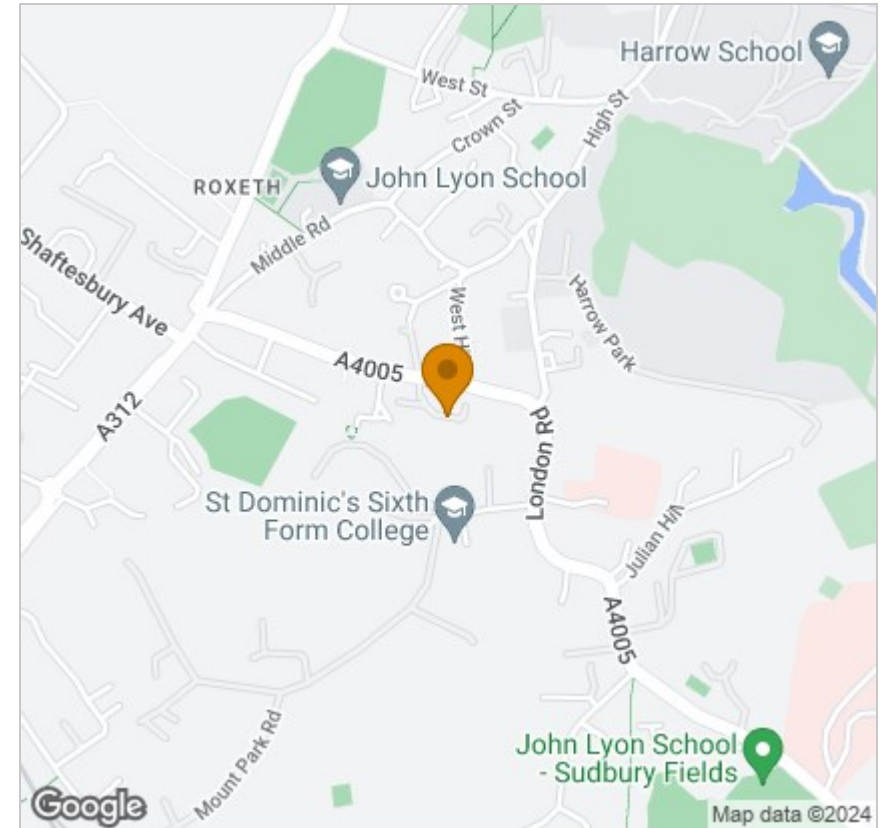 Harrow School
West St
Crown St
High St
John Lyon School
ROXETH
Middle Rd
Shaftesbury Ave
Harrow Park
West H
A4005
A312
London Rd
St Dominic's Sixth
Form College
Julian Hi
A4005
Mount Park Rd
John Lyon School
- Sudbury Fields
Google
Map data ©2024